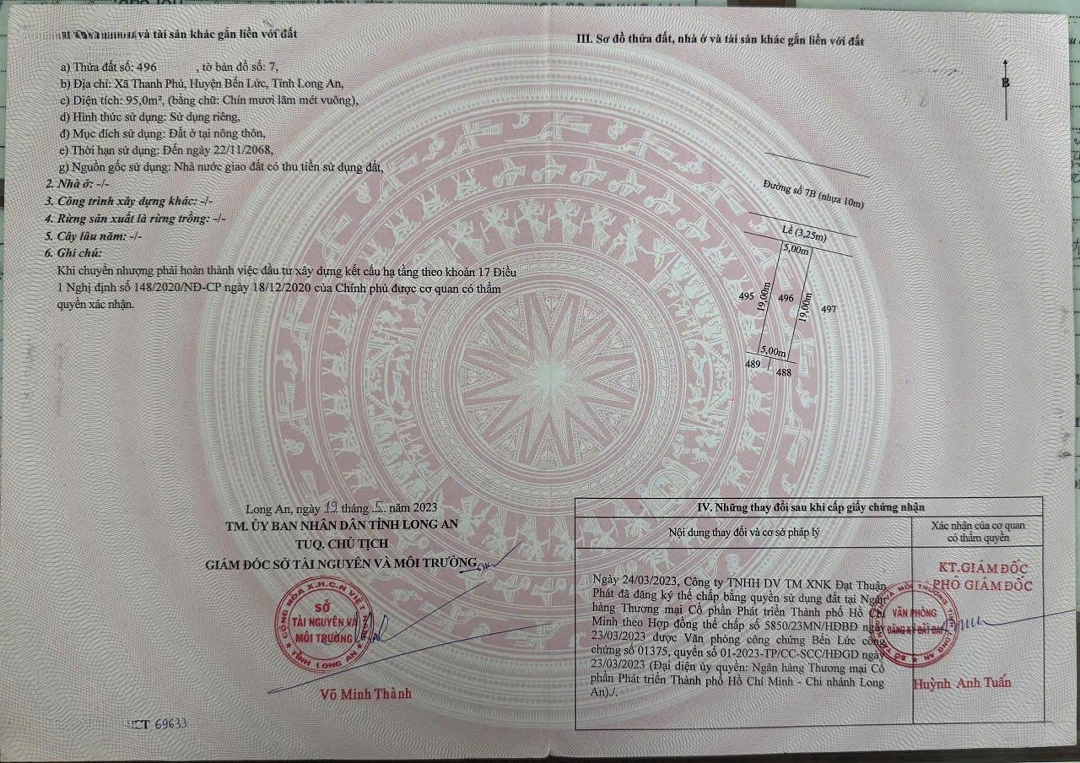 và tài sản khác gắn liền với đất
a) Thửa đất số: 496 , tờ bản đồ số: 7,
b) Địa chỉ: Xã Thanh Phú, Huyện Bến Lức, Tỉnh Long An,
c) Diện tích: 95,0m², (bằng chữ: Chín mươi lăm mét vuông),
d) Hình thức sử dụng: Sử dụng riêng,
đ) Mục đích sử dụng: Đất ở tại nông thôn,
e) Thời hạn sử dụng: Đến ngày 22/11/2068,
g) Nguồn gốc sử dụng: Nhà nước giao đất có thu tiền sử dụng đất,
2. Nhà ở: -/-
3. Công trình xây dựng khác: -/-
4. Rừng sản xuất là rừng trồng: -/-
5. Cây lâu năm: -/-
6. Ghi chú:
Khi chuyển nhượng phải hoàn thành việc đầu tư xây dựng kết cấu hạ tầng theo khoản 17 Điều
1 Nghị định số 148/2020/NĐ-CP ngày 18/12/2020 của Chính phủ được cơ quan có thẩm
quyền xác nhận.
Long An, ngày 19 tháng 5 năm 2023
TM. ỦY BAN NHÂN DÂN TỈNH LONG AN
TUQ. CHỦ TỊCH
GIÁM ĐỐC SỞ TÀI NGUYÊN VÀ MÔI TRƯỜNG
CỘNG HÒA X.H.C.N VIỆT NAM
SỞ
TÀI NGUYÊN VÀ
MÔI TRƯỜNG
TỈNH LONG AN
Võ Minh Thành
69633
III. Sơ đồ thửa đất, nhà ở và tài sản khác gắn liền với đất
B
Đường số 7B (nhựa 10m)
Lề (3,25m)
5,00m
495
19,00m
496
19,00m
497
5,00m
489
488
IV. Những thay đổi sau khi cấp giấy chứng nhận
Nội dung thay đổi và cơ sở pháp lý
Xác nhận của cơ quan
có thẩm quyền
Ngày 24/03/2023, Công ty TNHH DV TM XNK Đạt Thuận
Phát đã đăng ký thế chấp bằng quyền sử dụng đất tại Ngân
hàng Thương mại Cổ phần Phát triển Thành phố Hồ Chí
Minh theo Hợp đồng thế chấp số 5850/23MN/HĐBĐ ngày
23/03/2023 được Văn phòng công chứng Bến Lức công
chứng số 01375, quyển số 01-2023-TP/CC-SCC/HĐGD ngày
23/03/2023 (Đại diện ủy quyền: Ngân hàng Thương mại Cổ
phần Phát triển Thành phố Hồ Chí Minh - Chi nhánh Long
An)./.
KT.GIÁM ĐỐC
PHÓ GIÁM ĐỐC
VĂN PHÒNG
ĐĂNG KÝ ĐẤT ĐAI
Huỳnh Anh Tuấn